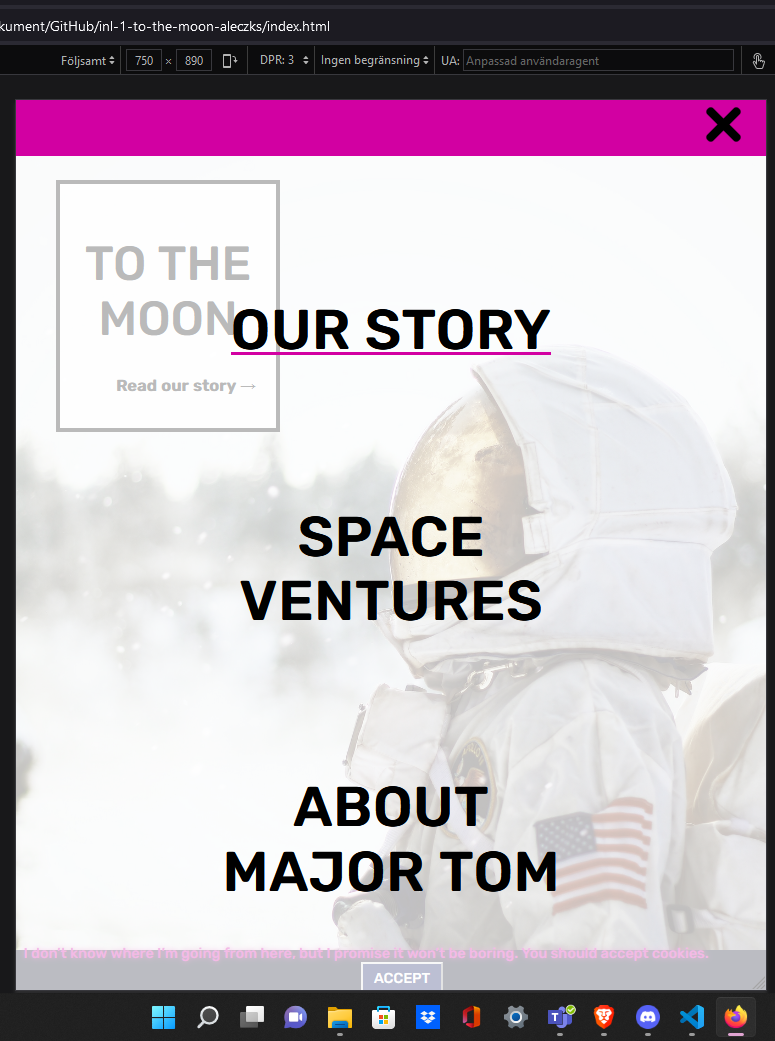 kument/GitHub/inl-1-to-the-moon-aleczks/index.html
Följsamt 750 × 890 DPR: 3 Ingen begränsning UA: Anpassad användaragent
TO THE
MOON
Read our story →
OUR STORY
SPACE
VENTURES
ABOUT
MAJOR TOM
I don't know where I'm going from here, but I promise it won't be boring. You should accept cookies.
ACCEPT